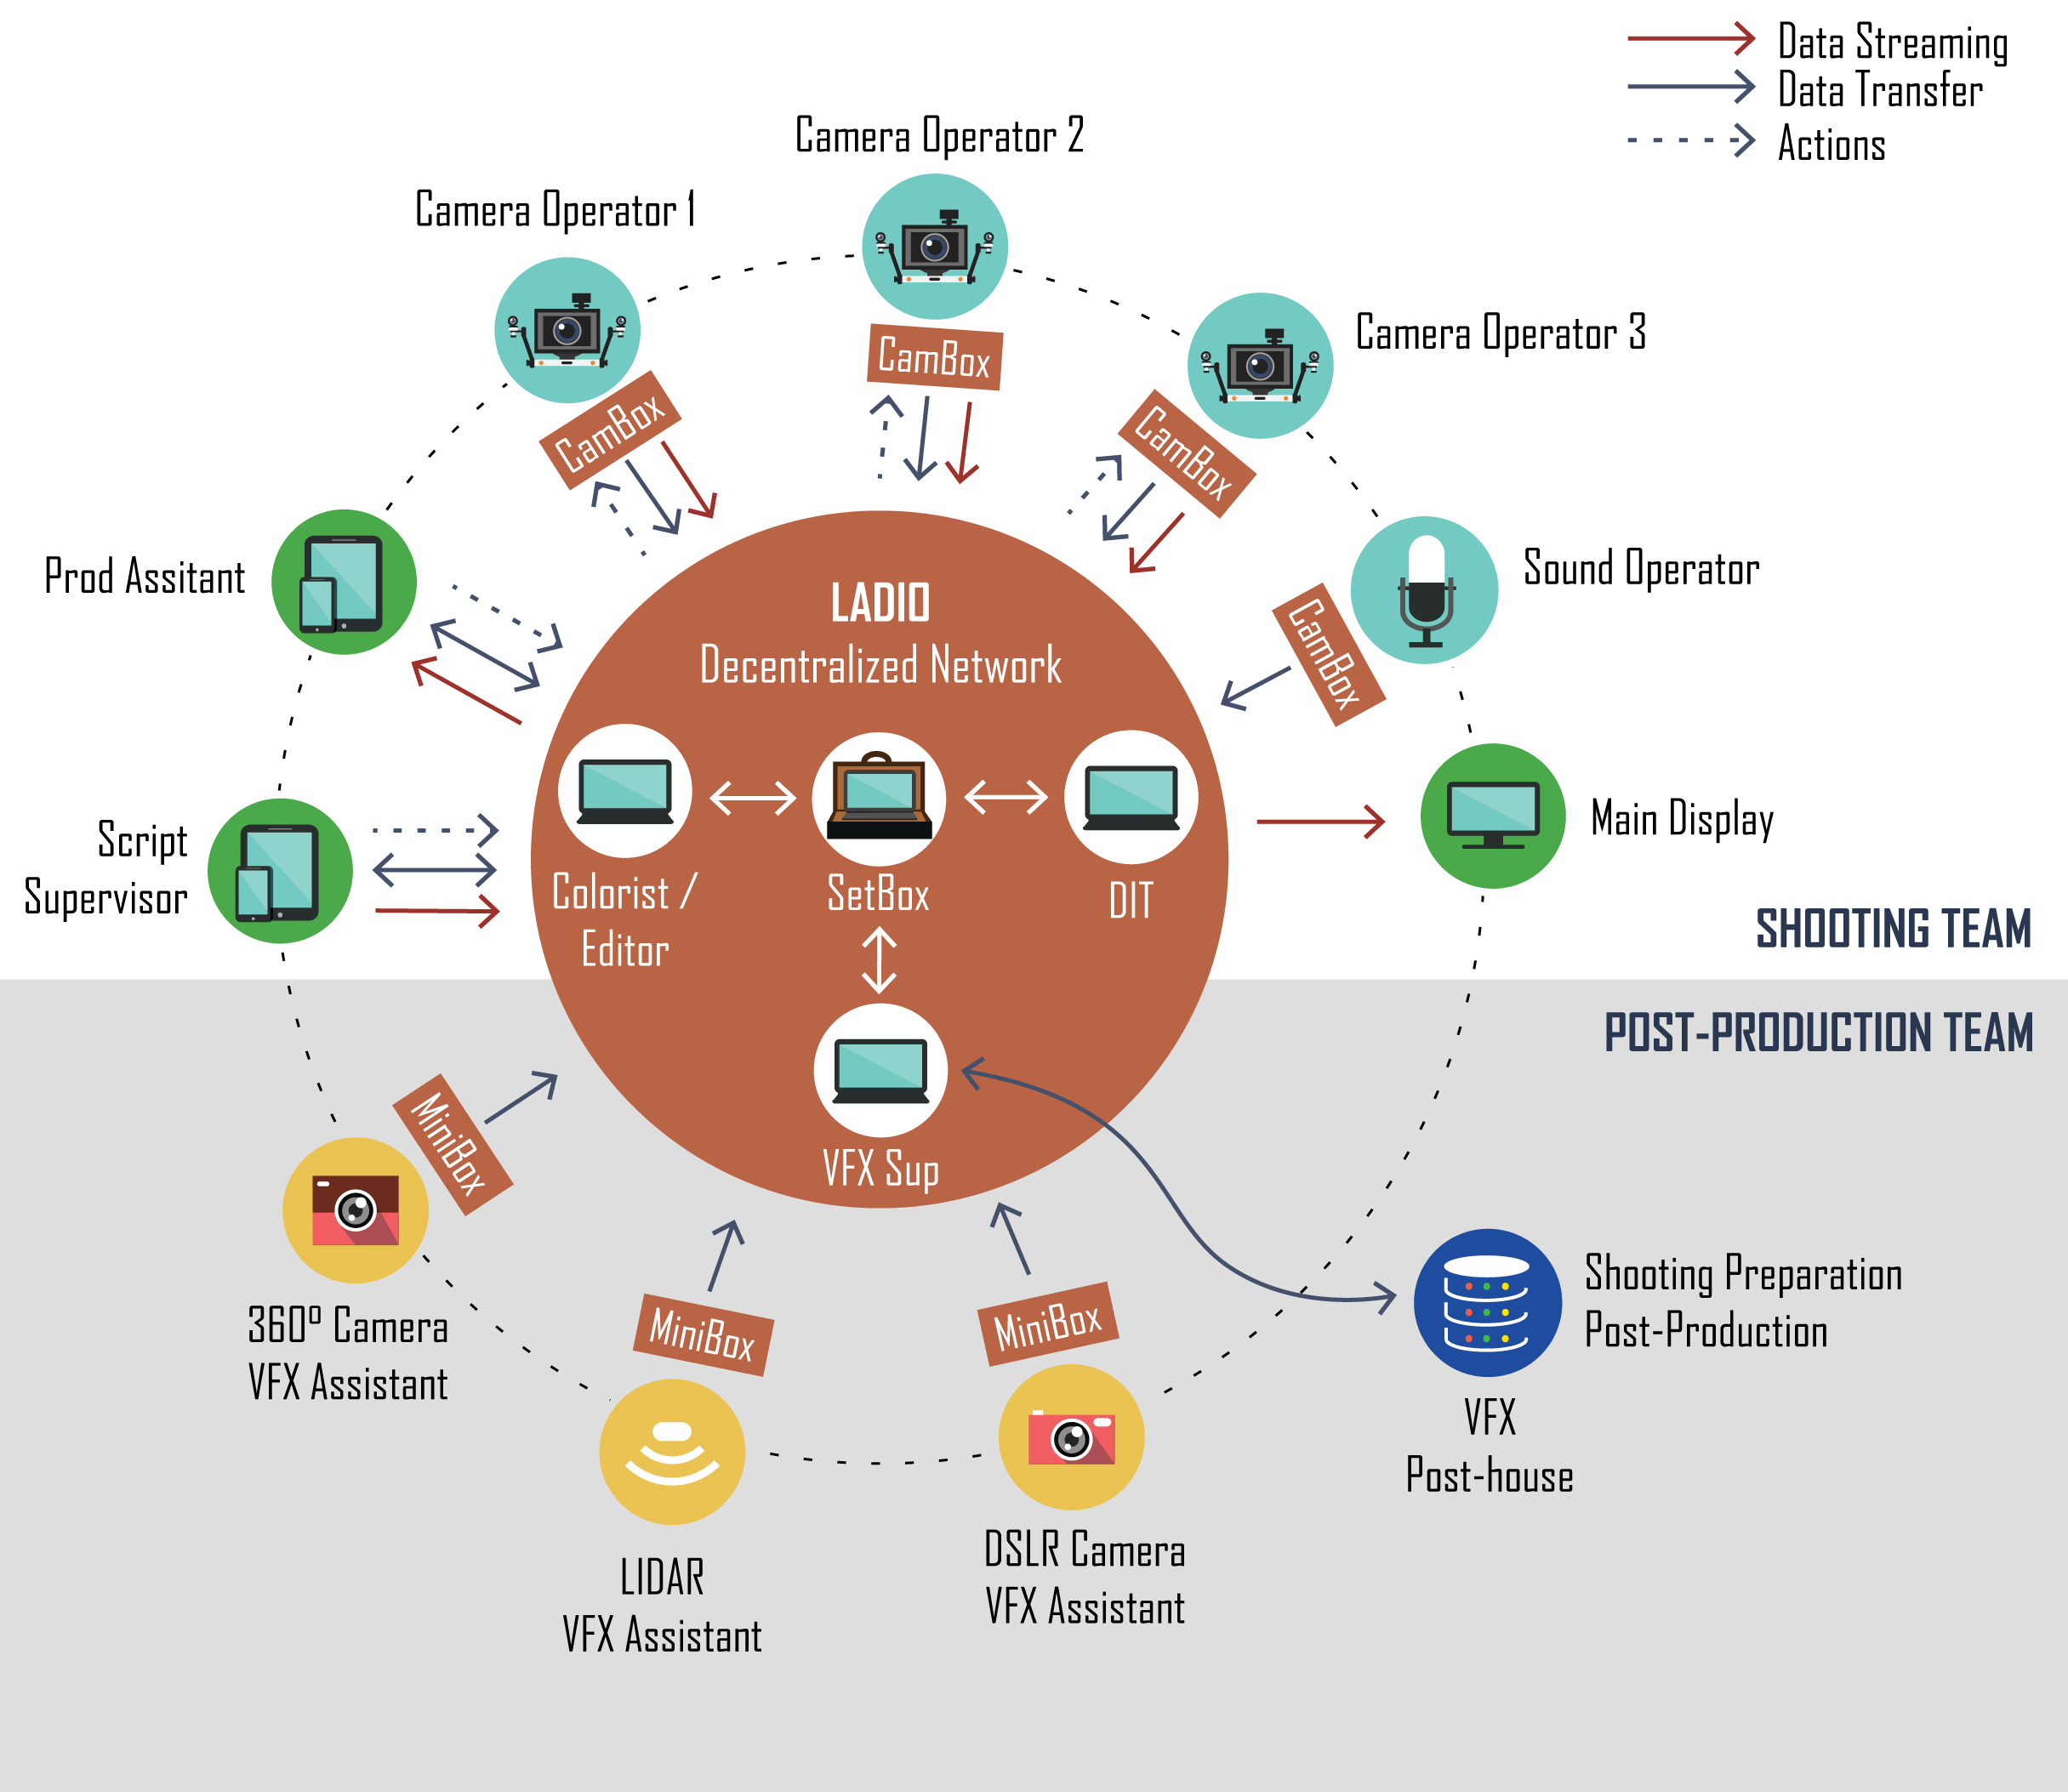 Data Streaming
Data Transfer
Actions
Camera Operator 2
Camera Operator 1
Camera Operator 3
CamBox
CamBox
CamBox
Prod Assitant
Sound Operator
CamBox
LADIO
Decentralized Network
Script
Supervisor
Main Display
Colorist /
Editor
SetBox
DIT
SHOOTING TEAM
POST-PRODUCTION TEAM
MiniBox
VFX Sup
360º Camera
VFX Assistant
MiniBox
MiniBox
Shooting Preparation
Post-Production
VFX
Post-house
LIDAR
VFX Assistant
DSLR Camera
VFX Assistant